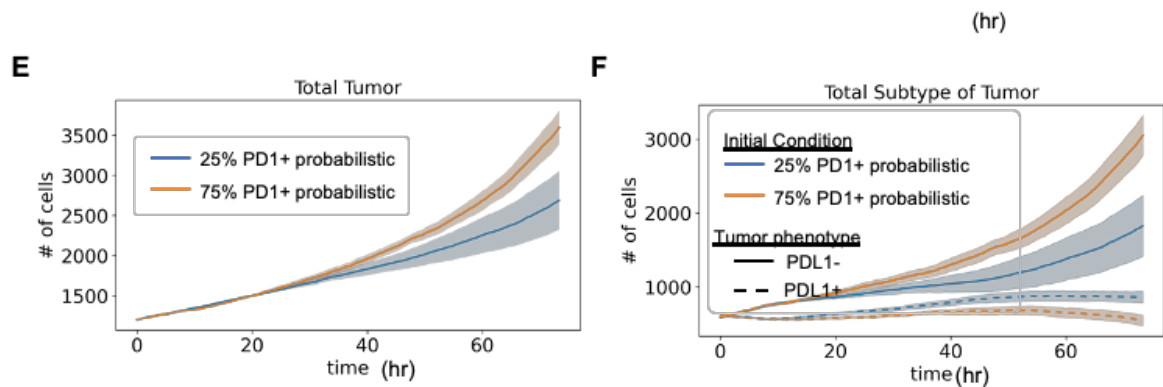 (hr)
E
Total Tumor
# of cells
3500
3000
2500
2000
1500
25% PD1+ probabilistic
75% PD1+ probabilistic
0 20 40 60
time (hr)
F
Total Subtype of Tumor
# of cells
3000
2000
1000
Initial Condition
25% PD1+ probabilistic
75% PD1+ probabilistic
Tumor phenotype
PDL1-
PDL1+
0 20 40 60
time (hr)